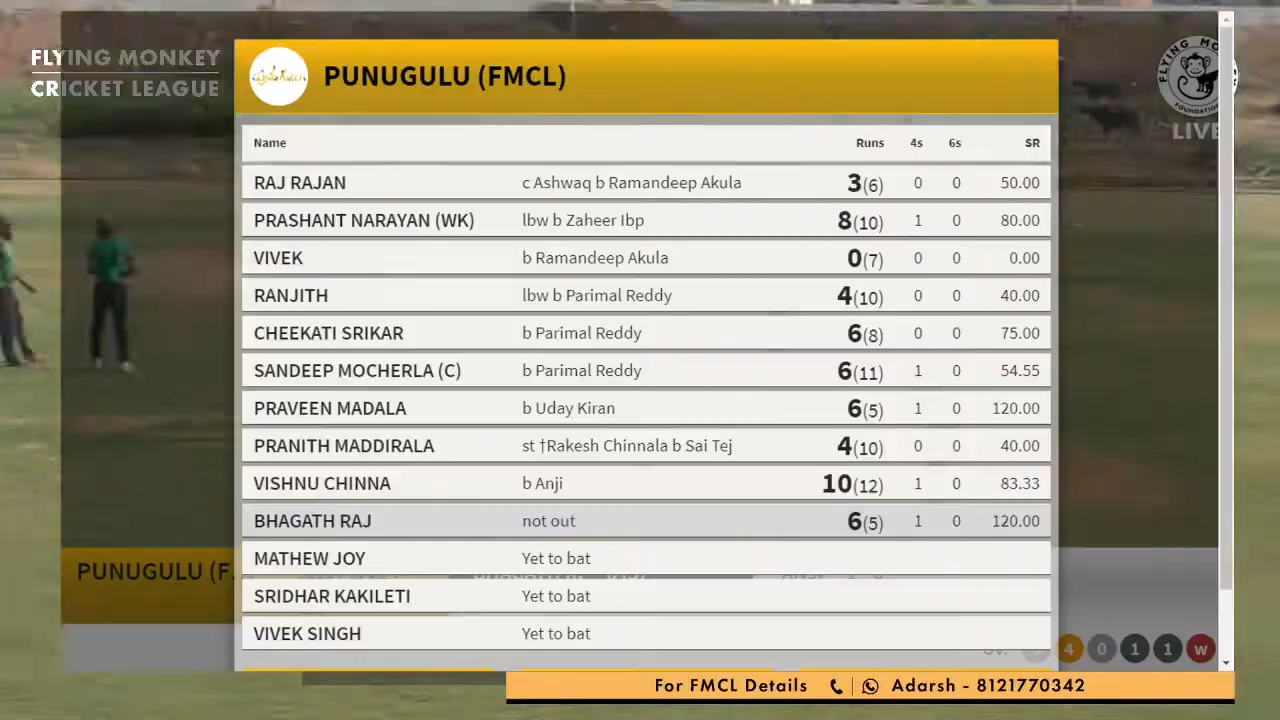 FLYING MONKEY
CRICKET LEAGUE
PUNUGULU (FMCL)
FLYING MO
FOUNDATION
LIVE
Name Runs 4s 6s SR
RAJ RAJAN c Ashwaq b Ramandeep Akula 3(6) 0 0 50.00
PRASHANT NARAYAN (WK) lbw b Zaheer Ibp 8(10) 1 0 80.00
VIVEK b Ramandeep Akula 0(7) 0 0 0.00
RANJITH lbw b Parimal Reddy 4(10) 0 0 40.00
CHEEKATI SRIKAR b Parimal Reddy 6(8) 0 0 75.00
SANDEEP MOCHERLA (C) b Parimal Reddy 6(11) 1 0 54.55
PRAVEEN MADALA b Uday Kiran 6(5) 1 0 120.00
PRANITH MADDIRALA st †Rakesh Chinnala b Sai Tej 4(10) 0 0 40.00
VISHNU CHINNA b Anji 10(12) 1 0 83.33
BHAGATH RAJ not out 6(5) 1 0 120.00
MATHEW JOY Yet to bat
PUNUGULU (F.
SRIDHAR KAKILETI Yet to bat
VIVEK SINGH Yet to bat
4 0 1 1 W
For FMCL Details Adarsh - 8121770342